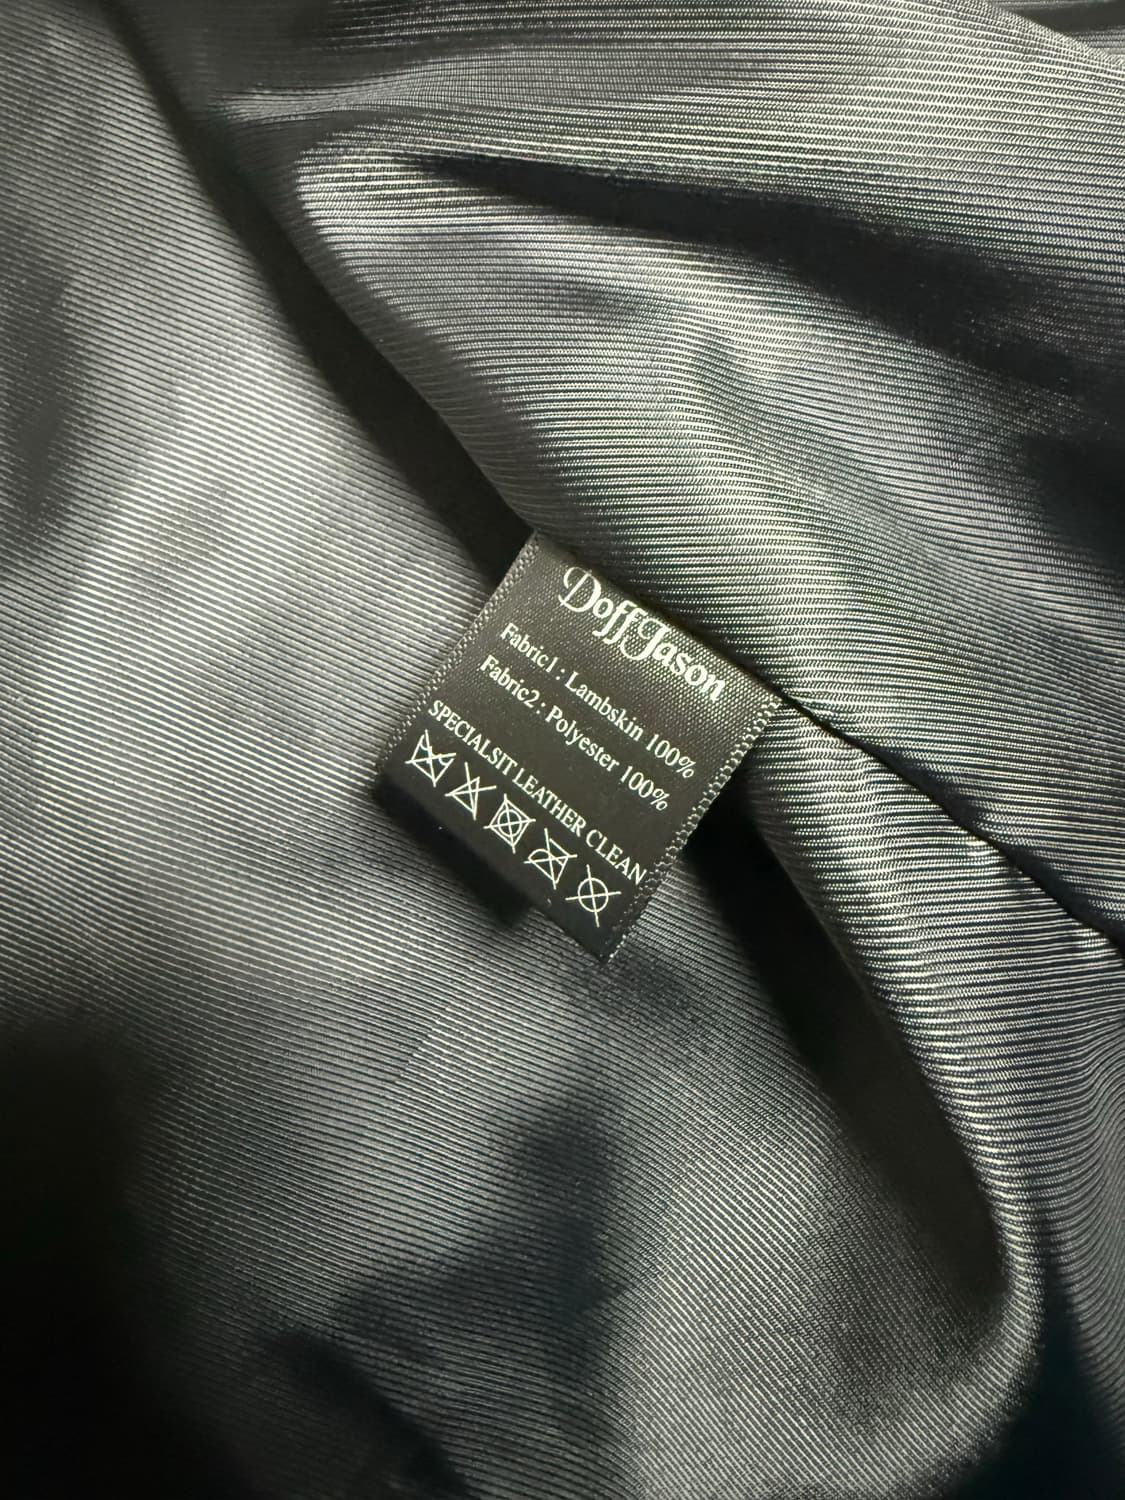 DoffJason
Fabric1 : Lambskin 100%
Fabric2 : Polyester 100%
SPECIALSIT LEATHER CLEAN